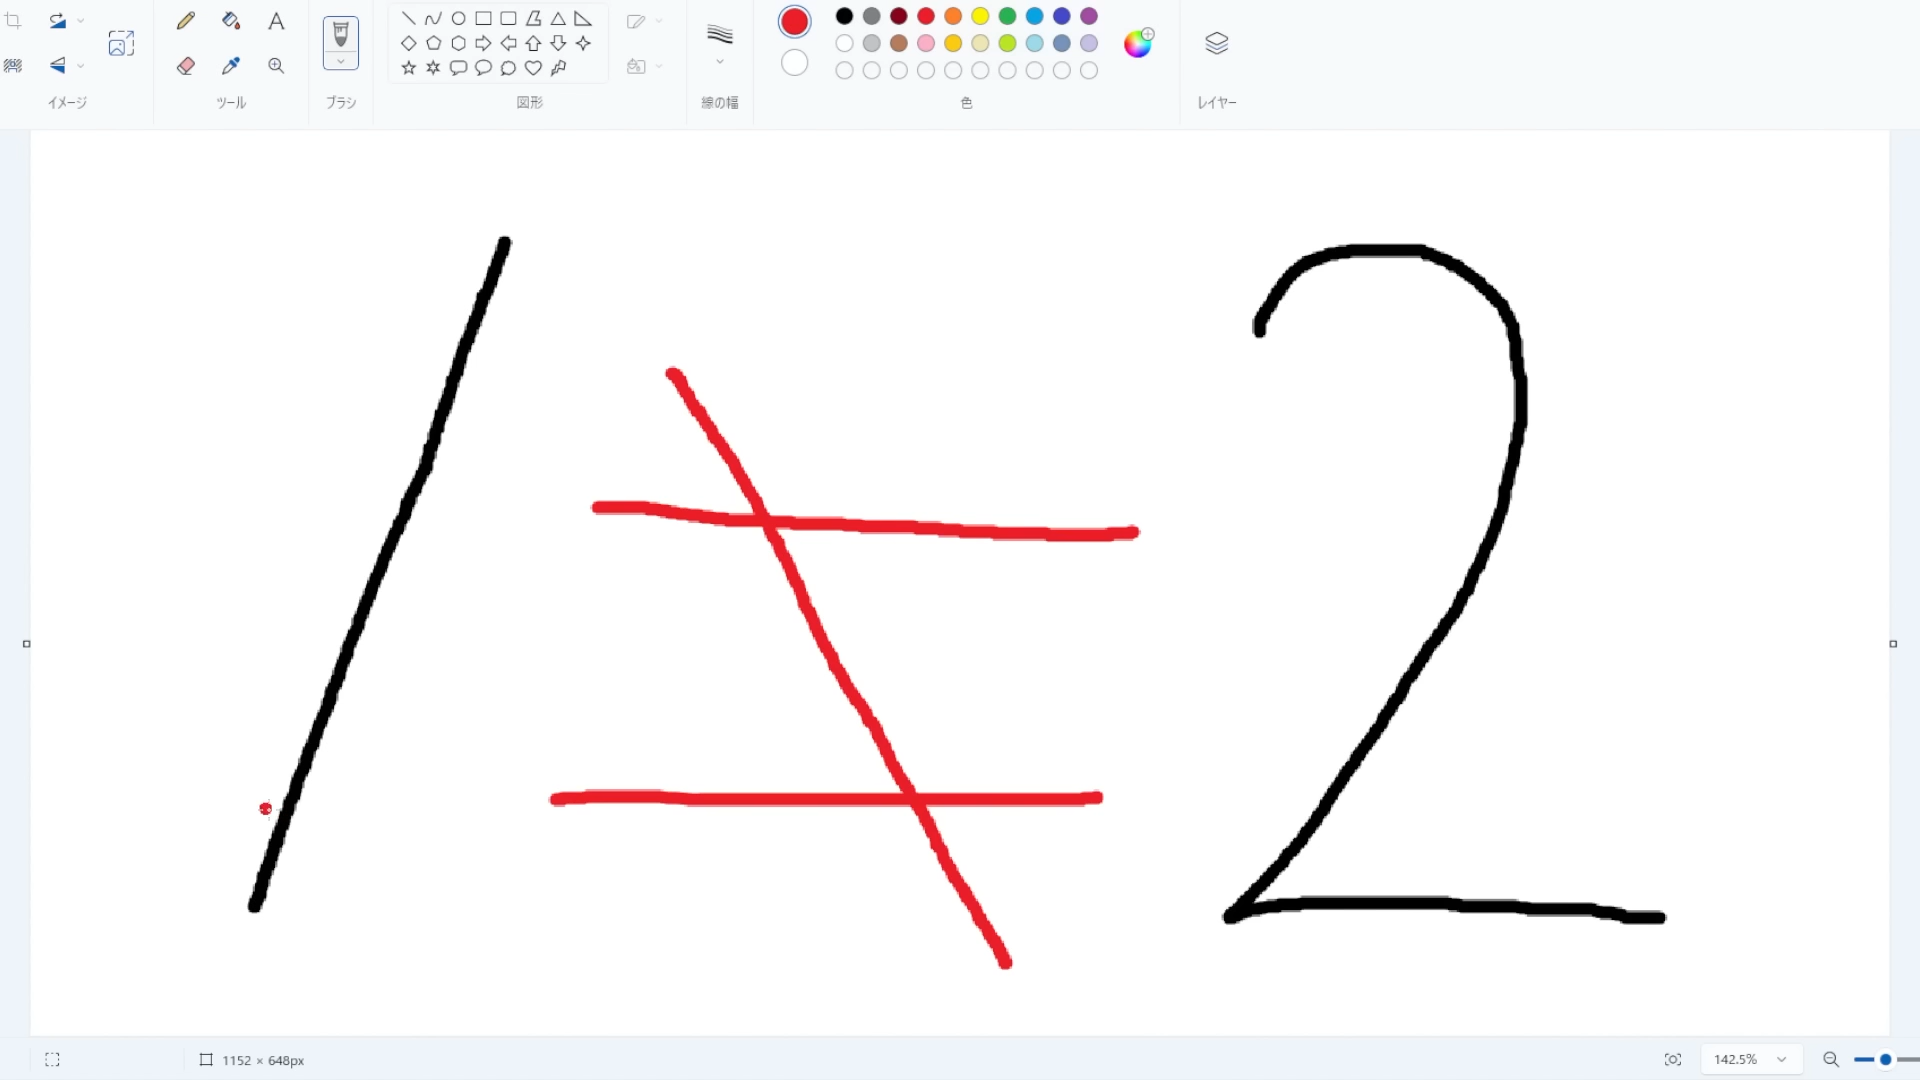 イメージ ツール ブラシ 図形 線の幅 色 レイヤー
1≠2
1152 × 648px 142.5%